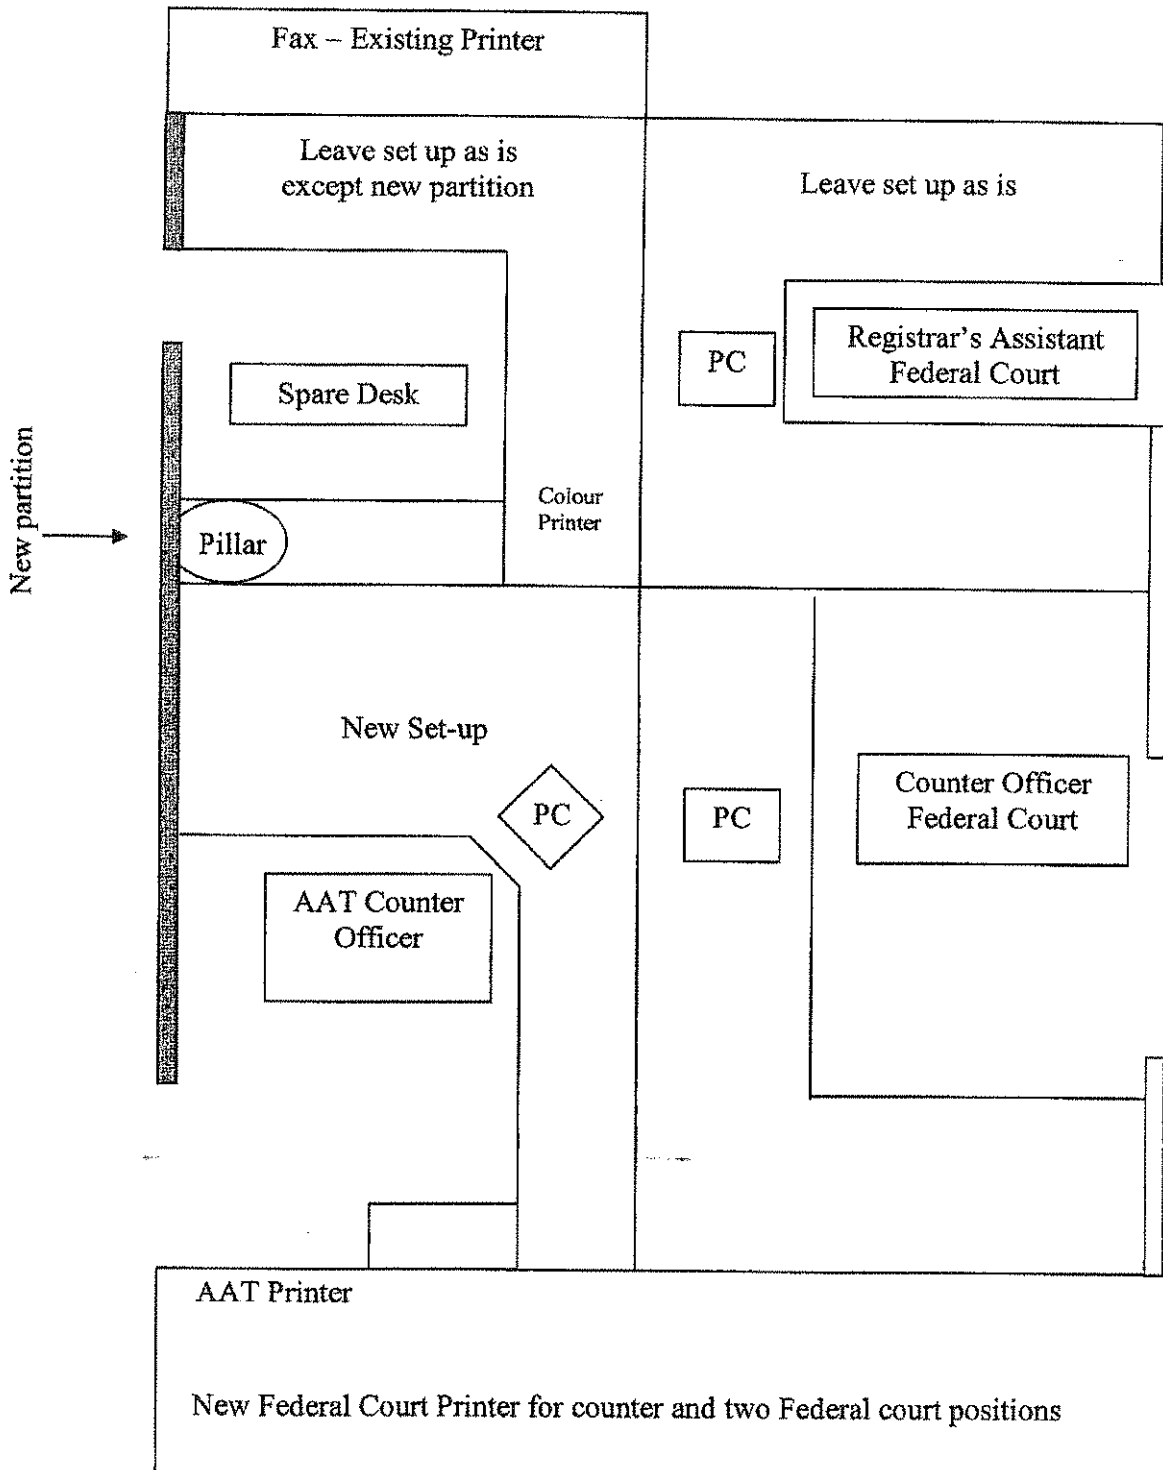 Fax – Existing Printer
Leave set up as is
except new partition
Leave set up as is
Registrar's Assistant
Federal Court
PC
Spare Desk
New partition
Colour
Printer
Pillar
New Set-up
PC
PC
Counter Officer
Federal Court
AAT Counter
Officer
AAT Printer
New Federal Court Printer for counter and two Federal court positions